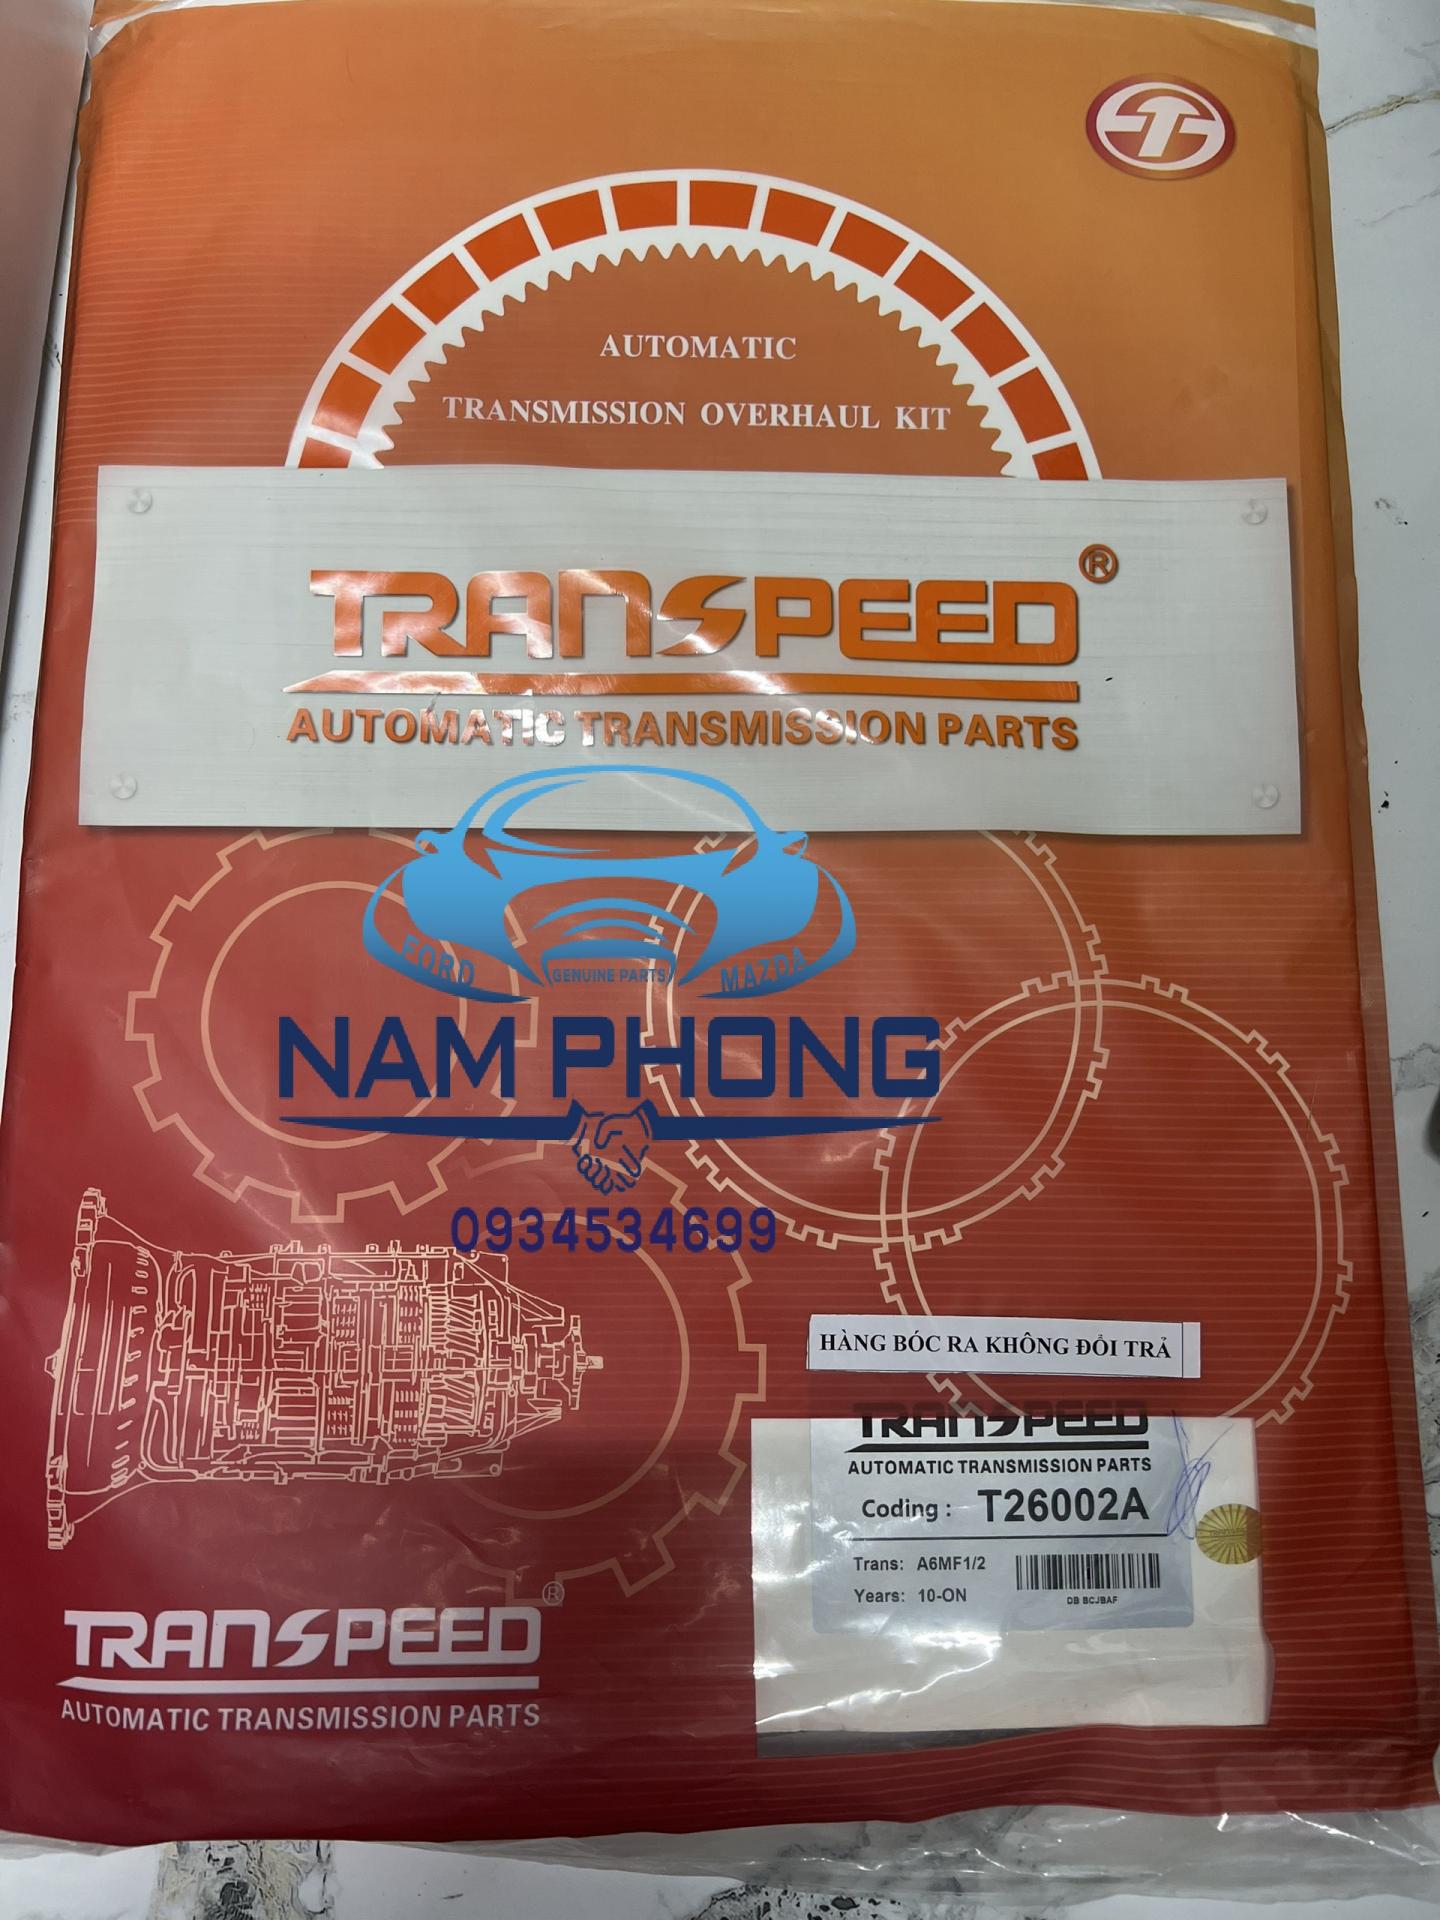 AUTOMATIC
TRANSMISSION OVERHAUL KIT
TRANSPEED®
AUTOMATIC TRANSMISSION PARTS
FORD
GENUINE PARTS
MAZDA
NAM PHONG
0934534699
HÀNG BÓC RA KHÔNG ĐỔI TRẢ
TRANSPEED
AUTOMATIC TRANSMISSION PARTS
Coding : T26002A
Trans: A6MF1/2
Years: 10-ON
DB BCJBAF
TRANSPEED®
AUTOMATIC TRANSMISSION PARTS